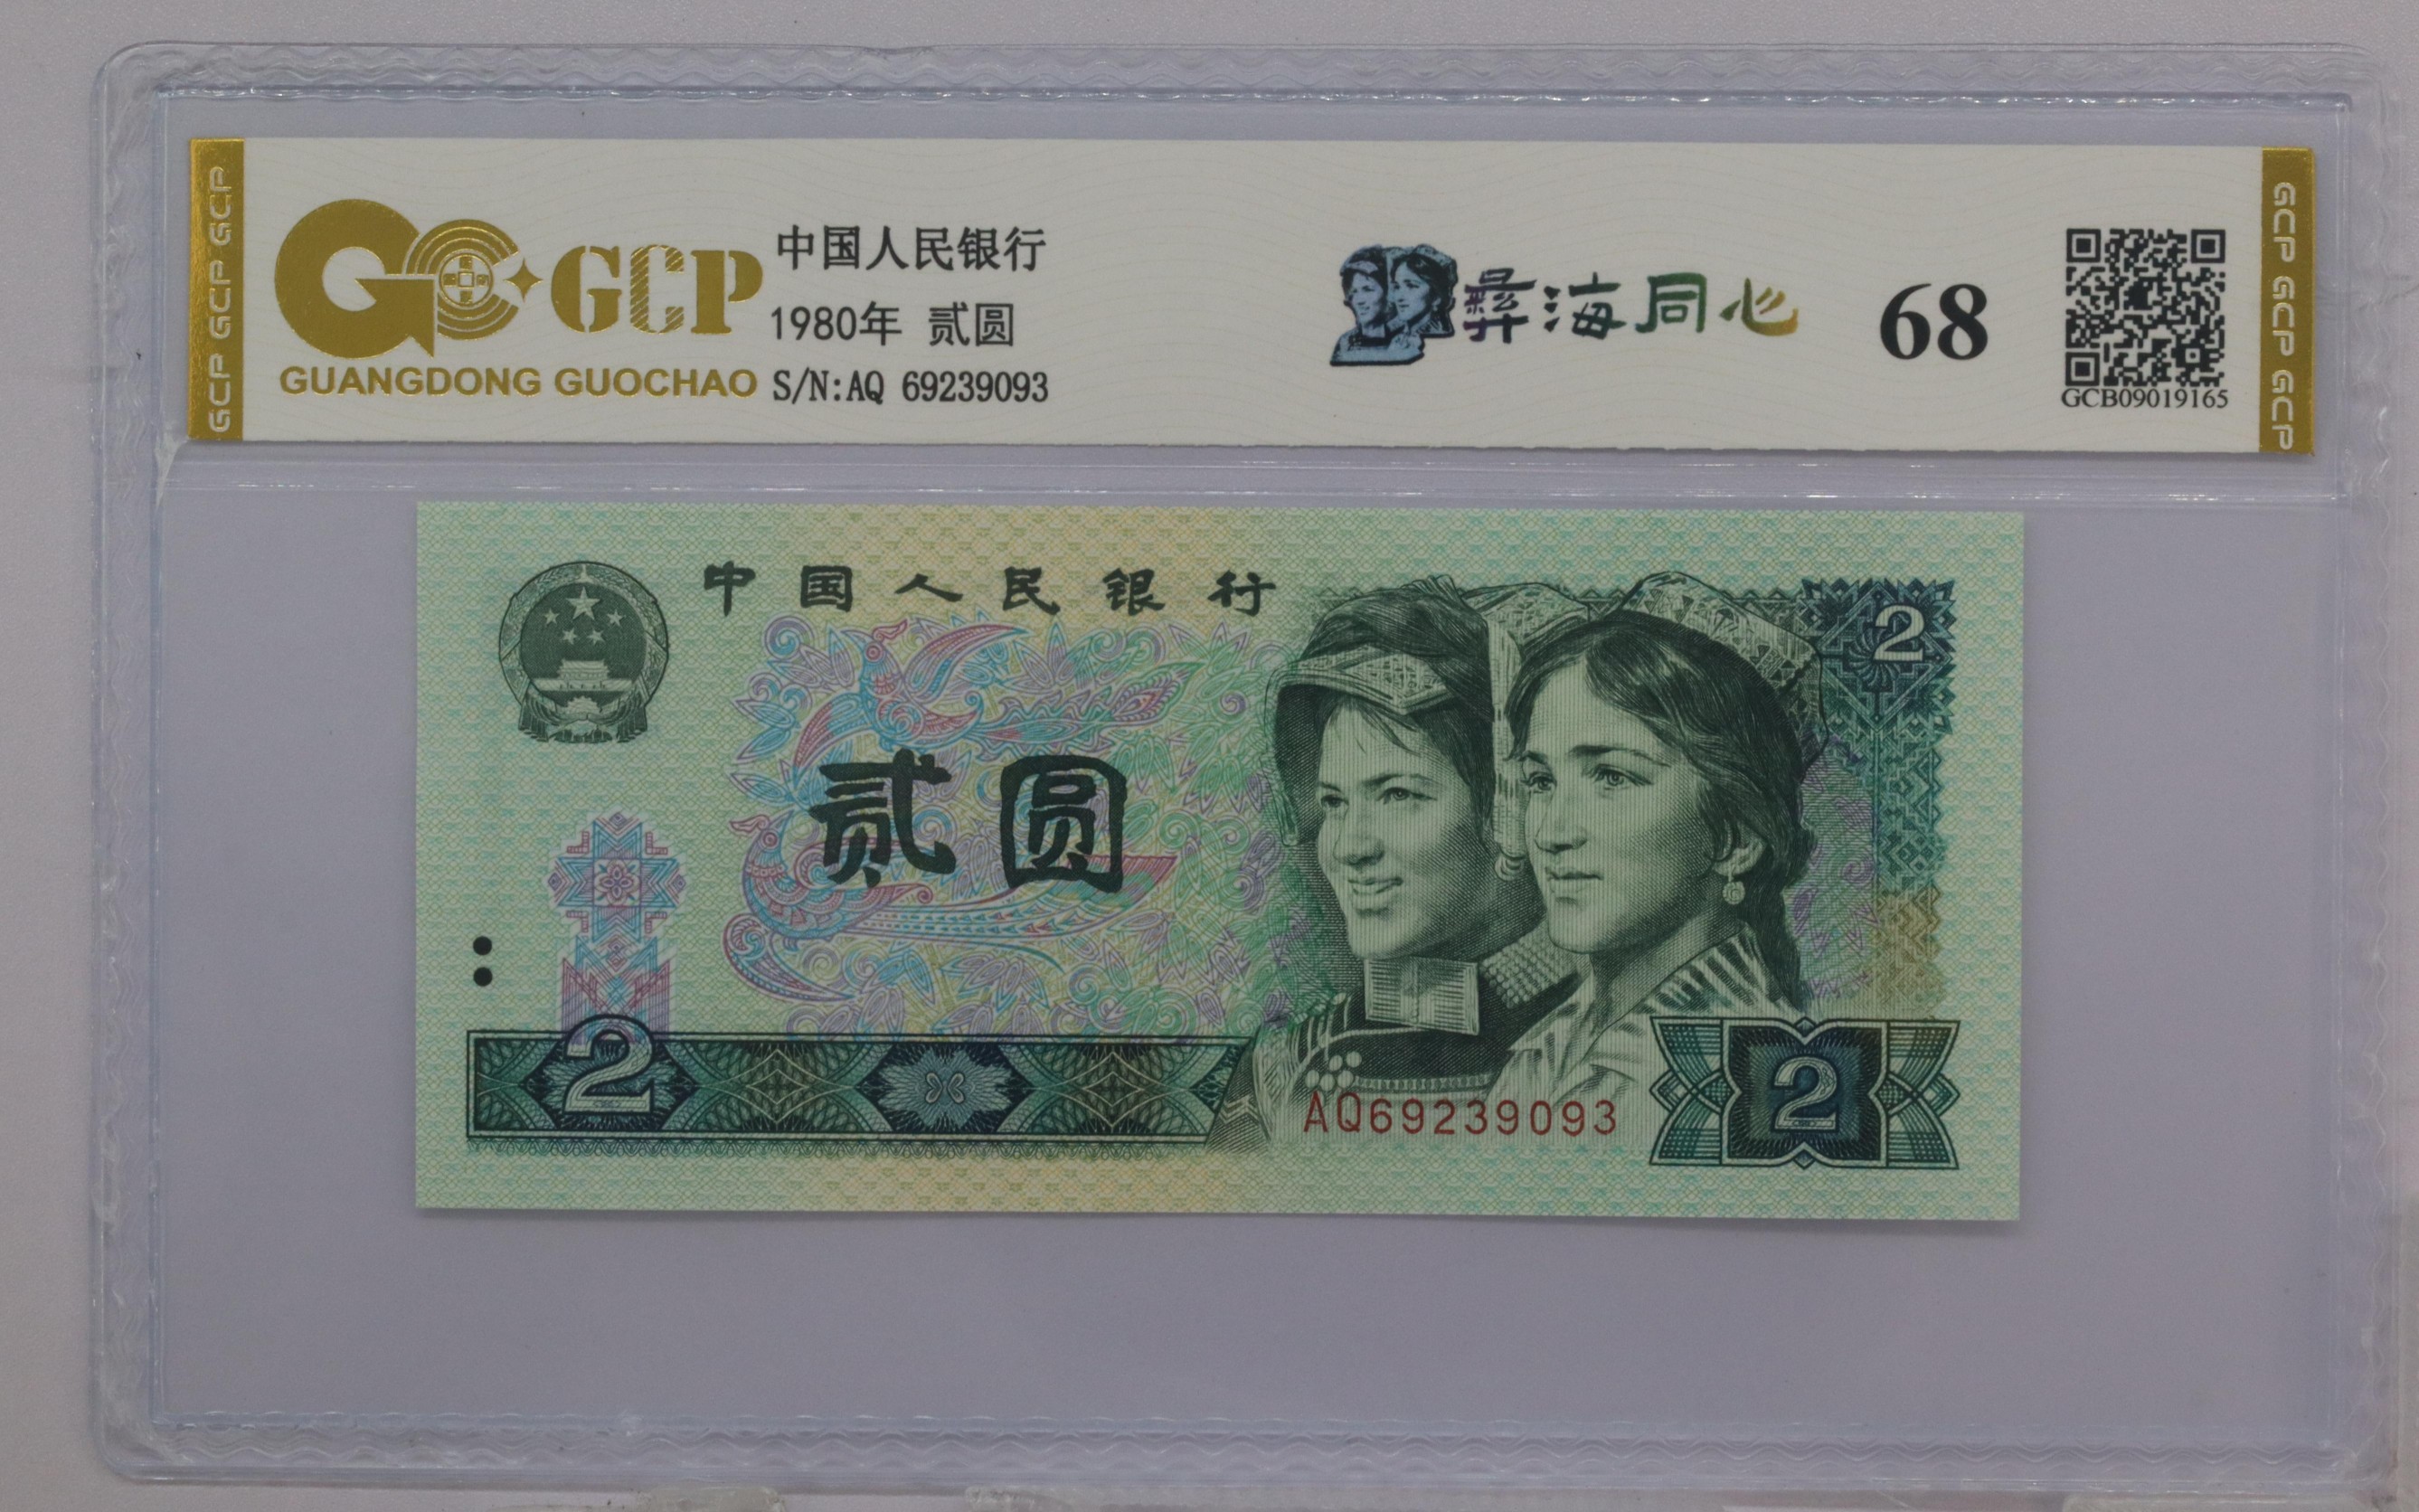 GCP GCP GCP
GCP
GUANGDONG GUOCHAO
中国人民银行
1980年 贰圆
S/N:AQ 69239093
彝海同心
68
GCB09019165
GCP GCP GCP
中国人民银行
2
贰圆
2
AQ69239093
2